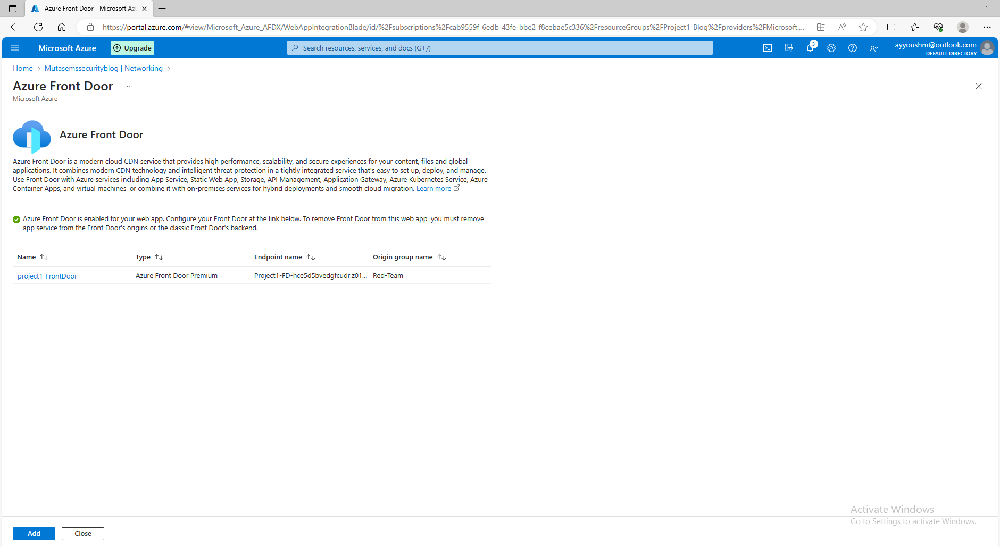 Azure Front Door - Microsoft Azu
https://portal.azure.com/#view/Microsoft_Azure_AFDX/WebAppIntegrationBlade/id/%2Fsubscriptions%2Fcab9559f-6edb-43fe-bbe2-f8cebae5c336%2FresourceGroups%2FProject1-Blog%2Fproviders%2FMicrosoft....
Microsoft Azure
Upgrade
Search resources, services, and docs (G+/)
3
ayyoushm@outlook.com
DEFAULT DIRECTORY
Home > Mutasemssecurityblog | Networking >
Azure Front Door ...
Microsoft Azure
Azure Front Door
Azure Front Door is a modern cloud CDN service that provides high performance, scalability, and secure experiences for your content, files and global
applications. It combines modern CDN technology and intelligent threat protection in a tightly integrated service that's easy to set up, deploy, and manage.
Use Front Door with Azure services including App Service, Static Web App, Storage, API Management, Application Gateway, Azure Kubernetes Service, Azure
Container Apps, and virtual machines–or combine it with on-premises services for hybrid deployments and smooth cloud migration. Learn more
Azure Front Door is enabled for your web app. Configure your Front Door at the link below. To remove Front Door from this web app, you must remove
app service from the Front Door's origins or the classic Front Door's backend.
Name Type Endpoint name Origin group name
project1-FrontDoor Azure Front Door Premium Project1-FD-hce5d5bvedgfcudr.z01... Red-Team
Activate Windows
Go to Settings to activate Windows.
Add Close